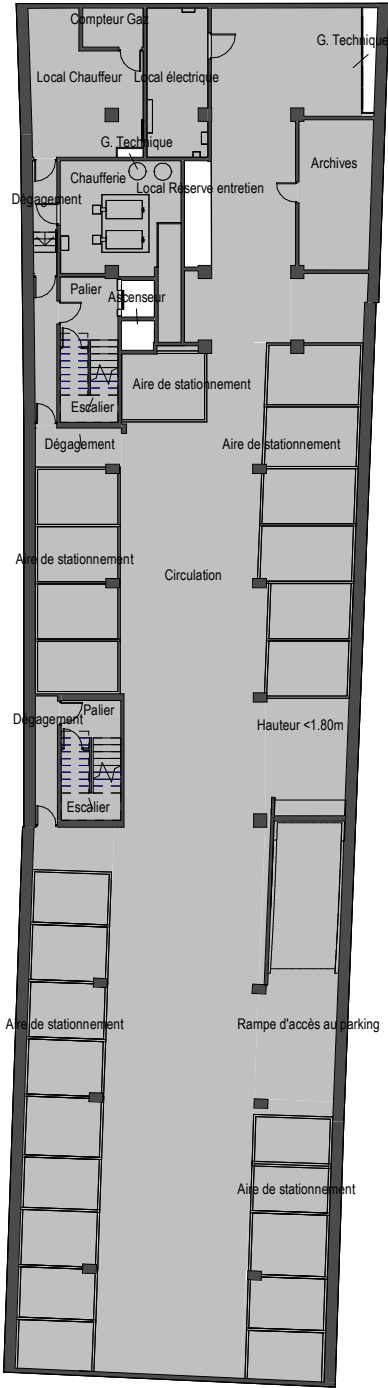 Compteur Gaz
G. Technique
Local Chauffeur
Local électrique
G. Technique
Archives
Chaufferie
Local Réserve entretien
Dégagement
Palier
Ascenseur
Aire de stationnement
Escalier
Dégagement
Aire de stationnement
Aire de stationnement
Circulation
Palier
Dégagement
Hauteur <1.80m
Escalier
Aire de stationnement
Rampe d'accès au parking
Aire de stationnement